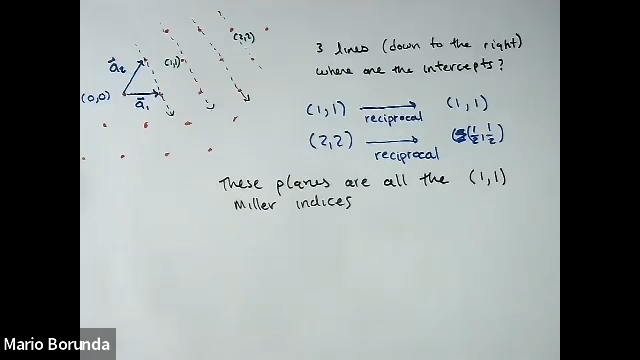 (2,2)
(1,1)
a₂
(0,0)
a₁
3 lines (down to the right)
where are the intercepts?
(1,1) → (1,1)
reciprocal
(2,2) → (½,½)
reciprocal
These planes are all the (1,1)
Miller indices
Mario Borunda